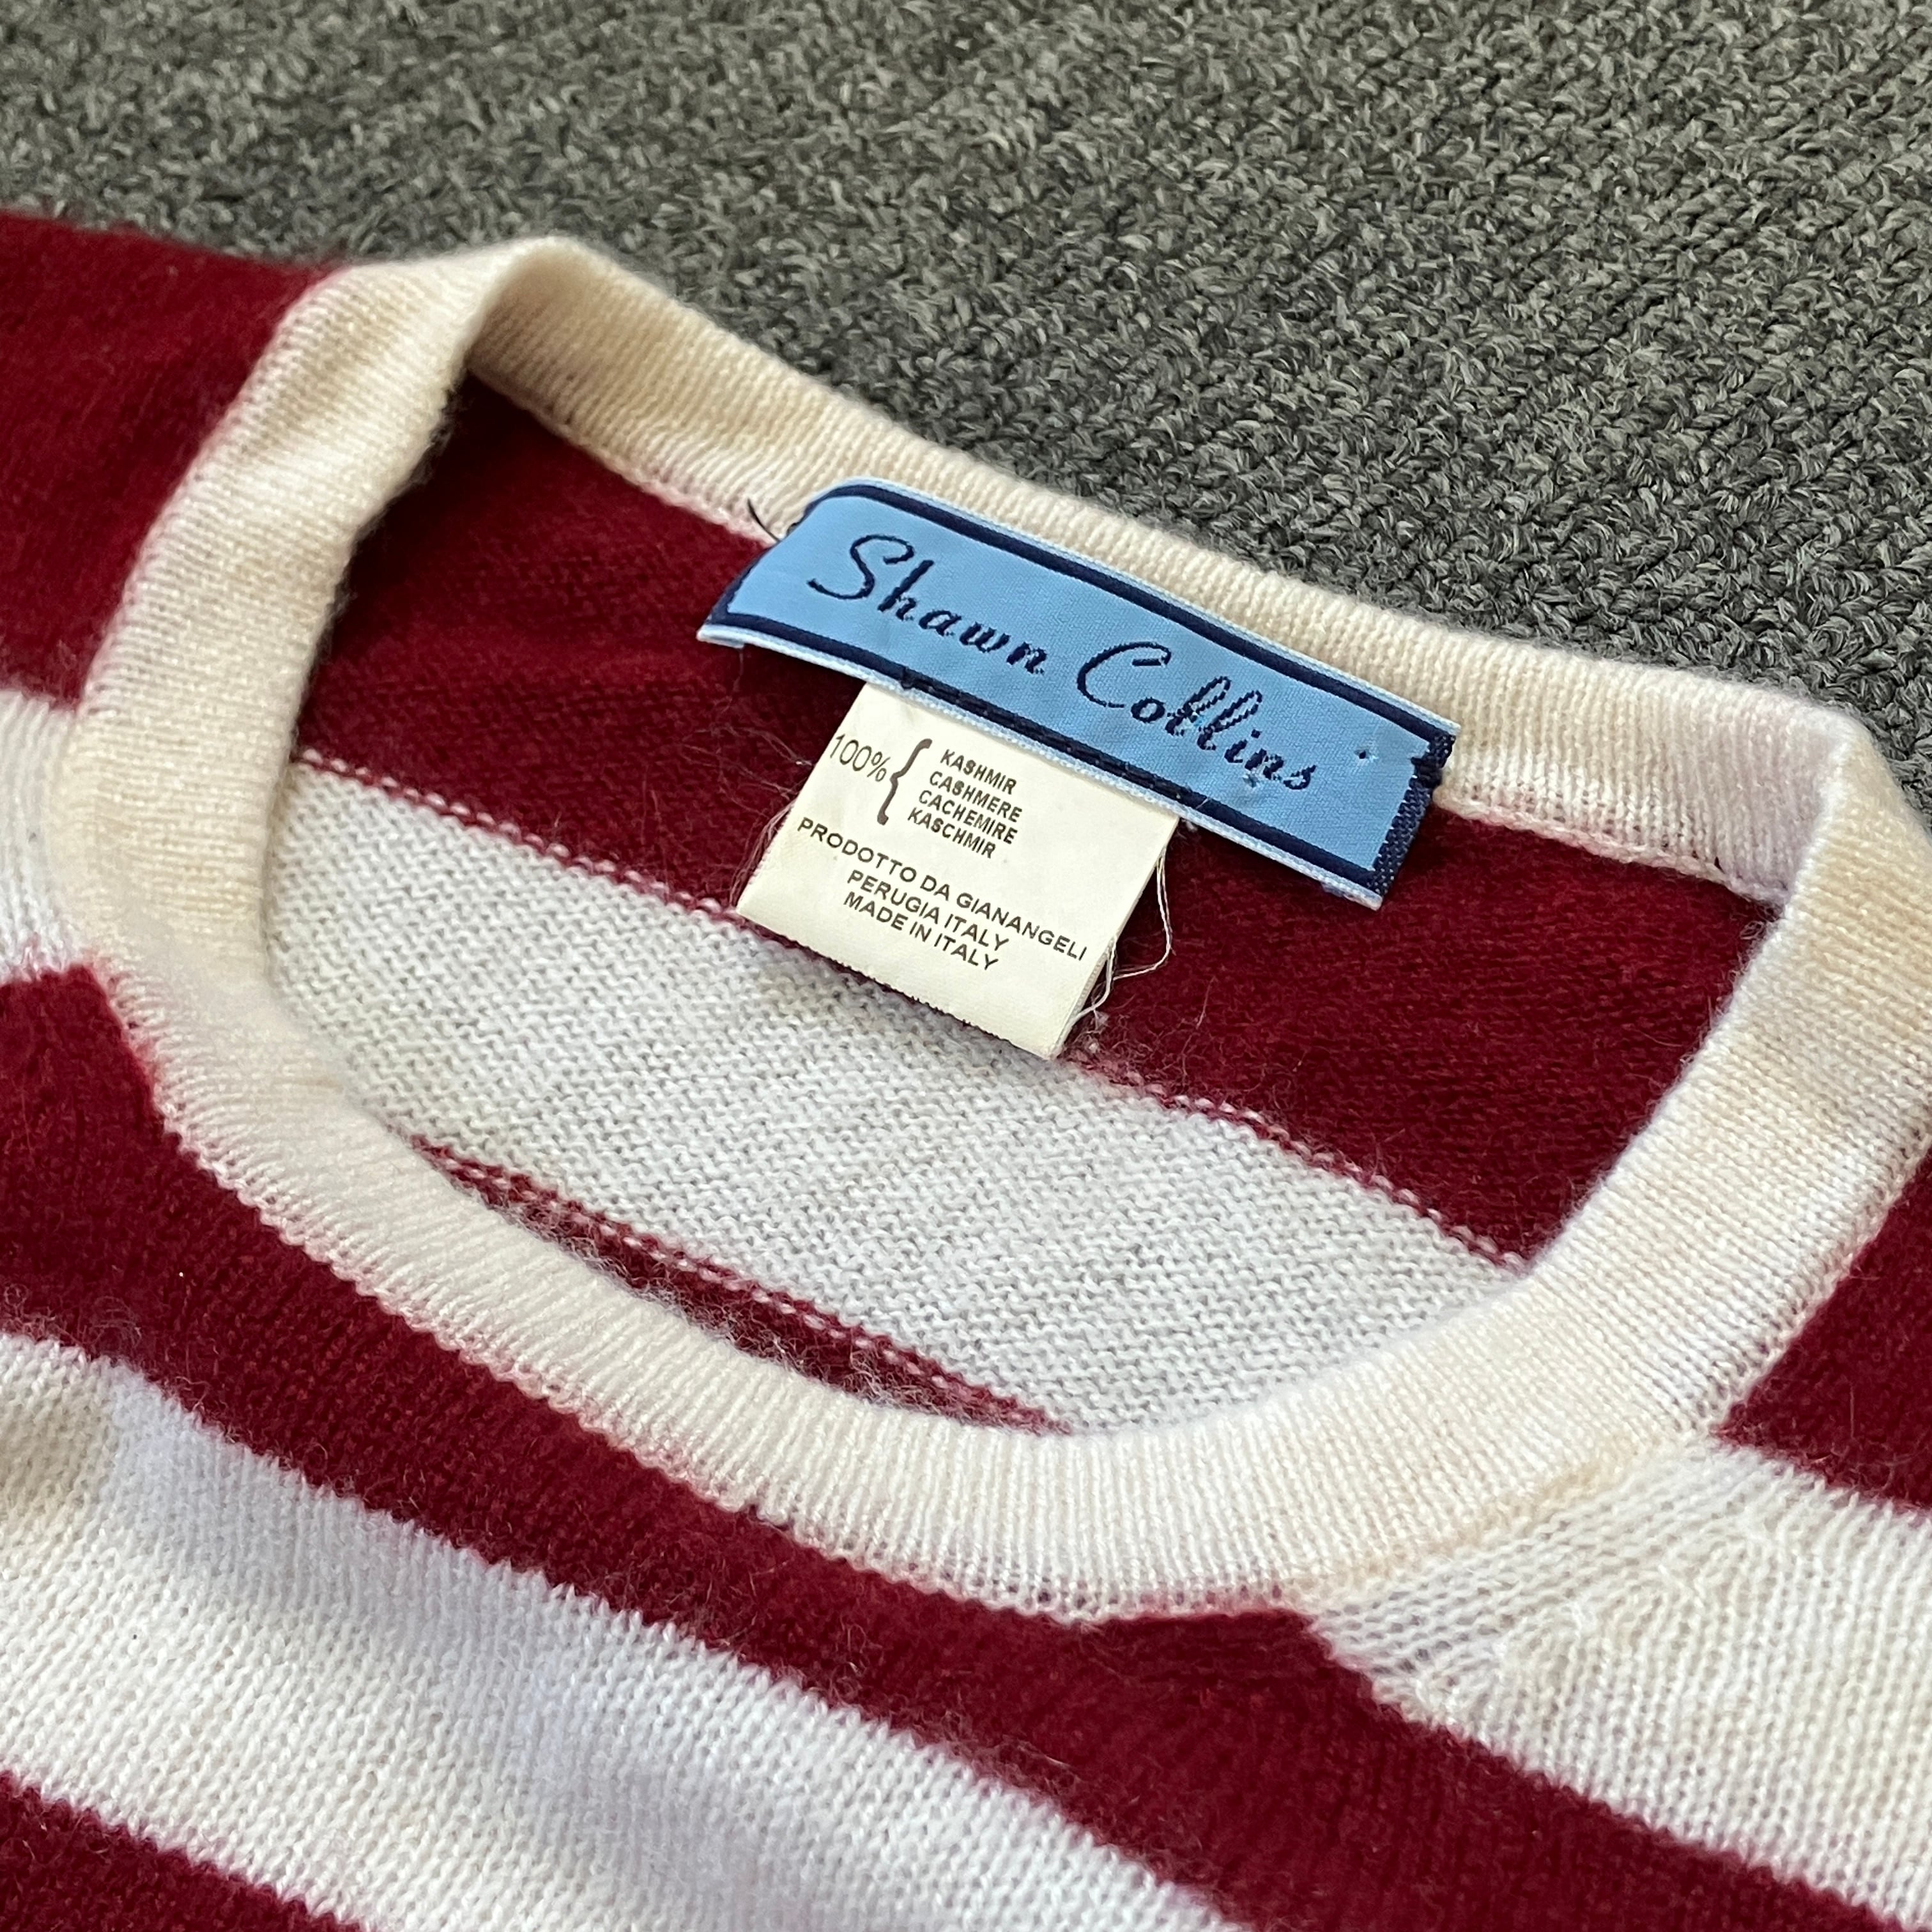 Shawn Collins
100% { KASHMIR
CASHMERE
CACHEMIRE
KASCHMIR
PRODOTTO DA GIANANGELI
PERUGIA ITALY
MADE IN ITALY